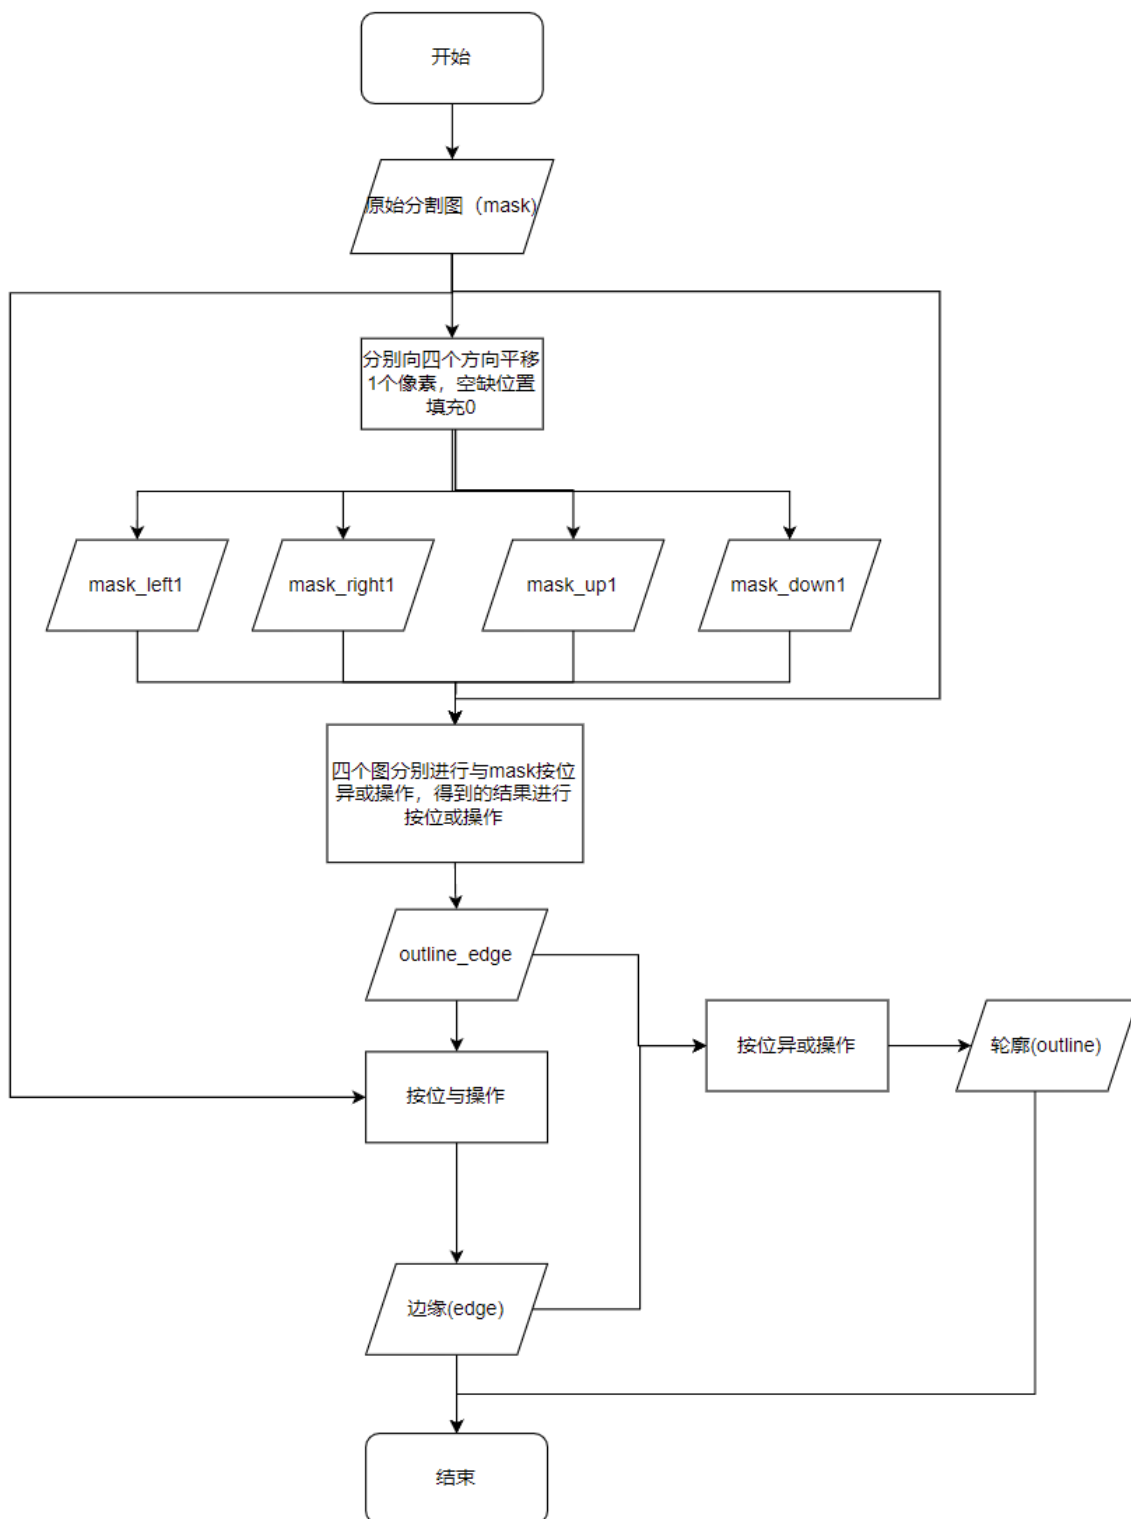 开始
原始分割图（mask)
分别向四个方向平移
1个像素，空缺位置
填充0
mask_left1
mask_right1
mask_up1
mask_down1
四个图分别进行与mask按位
异或操作，得到的结果进行
按位或操作
outline_edge
按位异或操作
轮廓(outline)
按位与操作
边缘(edge)
结束